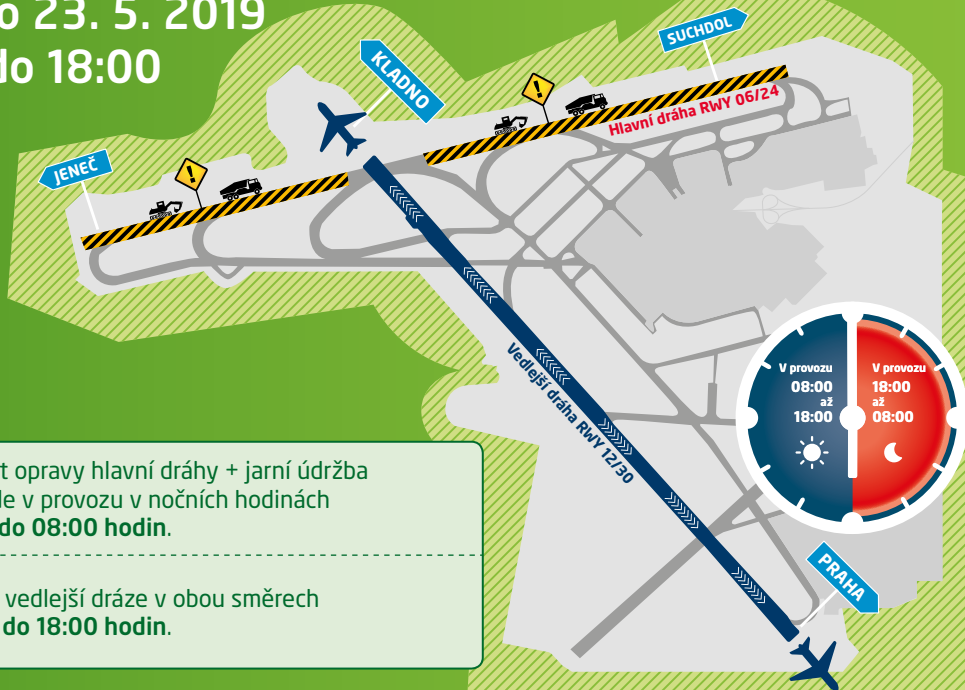 o 23. 5. 2019
do 18:00
SUCHDOL
KLADNO
Hlavní dráha RWY 06/24
JENEČ
Vedlejší dráha RWY 12/30
V provozu
08:00
až
18:00
V provozu
18:00
až
08:00
t opravy hlavní dráhy + jarní údržba
le v provozu v nočních hodinách
do 08:00 hodin.
vedlejší dráze v obou směrech
do 18:00 hodin.
PRAHA